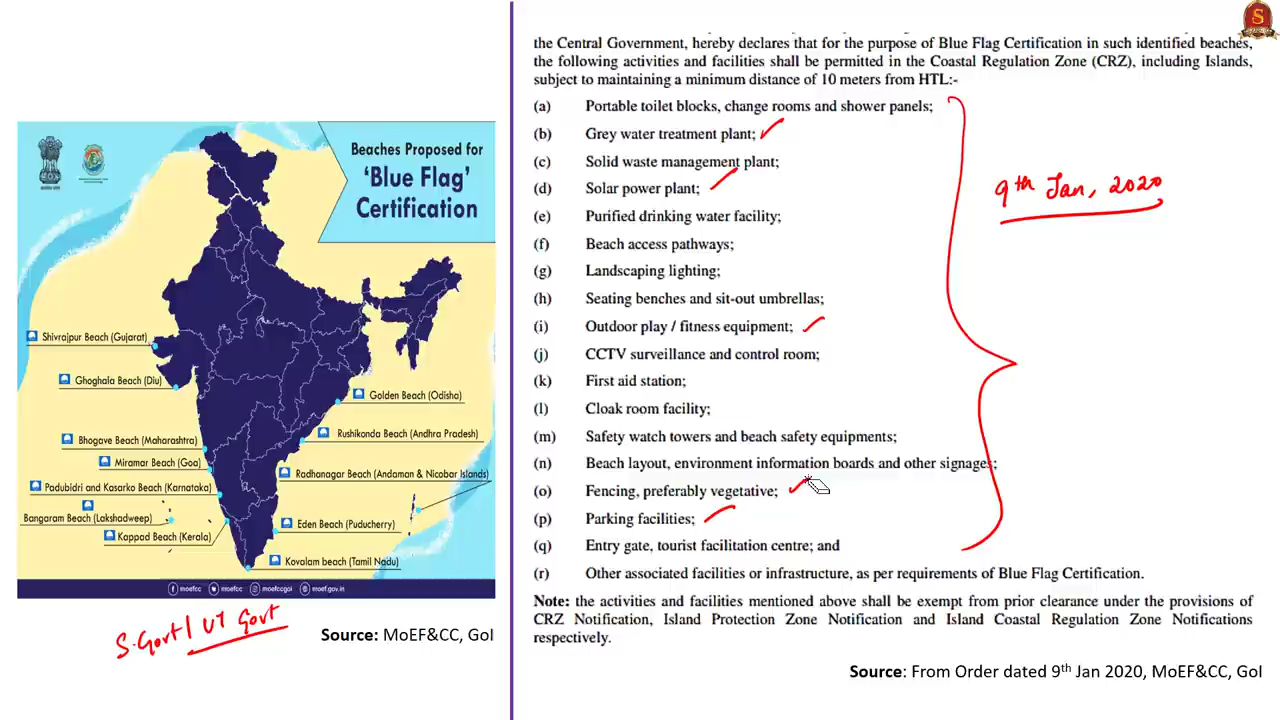 Beaches Proposed for
'Blue Flag'
Certification
Shivrajpur Beach (Gujarat)
Ghoghala Beach (Diu)
Golden Beach (Odisha)
Rushikonda Beach (Andhra Pradesh)
Bhogave Beach (Maharashtra)
Miramar Beach (Goa)
Radhanagar Beach (Andaman & Nicobar Islands)
Padubidri and Kasarko Beach (Karnataka)
Bangaram Beach (Lakshadweep)
Eden Beach (Puducherry)
Kappad Beach (Kerala)
Kovalam beach (Tamil Nadu)
moefcc
moefcc
moefccgoi
moef.gov.in
S.Govt/ UT Govt
Source: MoEF&CC, GoI
the Central Government, hereby declares that for the purpose of Blue Flag Certification in such identified beaches,
the following activities and facilities shall be permitted in the Coastal Regulation Zone (CRZ), including Islands,
subject to maintaining a minimum distance of 10 meters from HTL:-
(a) Portable toilet blocks, change rooms and shower panels;
(b) Grey water treatment plant;
(c) Solid waste management plant;
(d) Solar power plant;
(e) Purified drinking water facility;
(f) Beach access pathways;
(g) Landscaping lighting;
(h) Seating benches and sit-out umbrellas;
(i) Outdoor play / fitness equipment;
(j) CCTV surveillance and control room;
(k) First aid station;
(l) Cloak room facility;
(m) Safety watch towers and beach safety equipments;
(n) Beach layout, environment information boards and other signages;
(o) Fencing, preferably vegetative;
(p) Parking facilities;
(q) Entry gate, tourist facilitation centre; and
(r) Other associated facilities or infrastructure, as per requirements of Blue Flag Certification.
9th Jan, 2020
Note: the activities and facilities mentioned above shall be exempt from prior clearance under the provisions of
CRZ Notification, Island Protection Zone Notification and Island Coastal Regulation Zone Notifications
respectively.
Source: From Order dated 9th Jan 2020, MoEF&CC, GoI